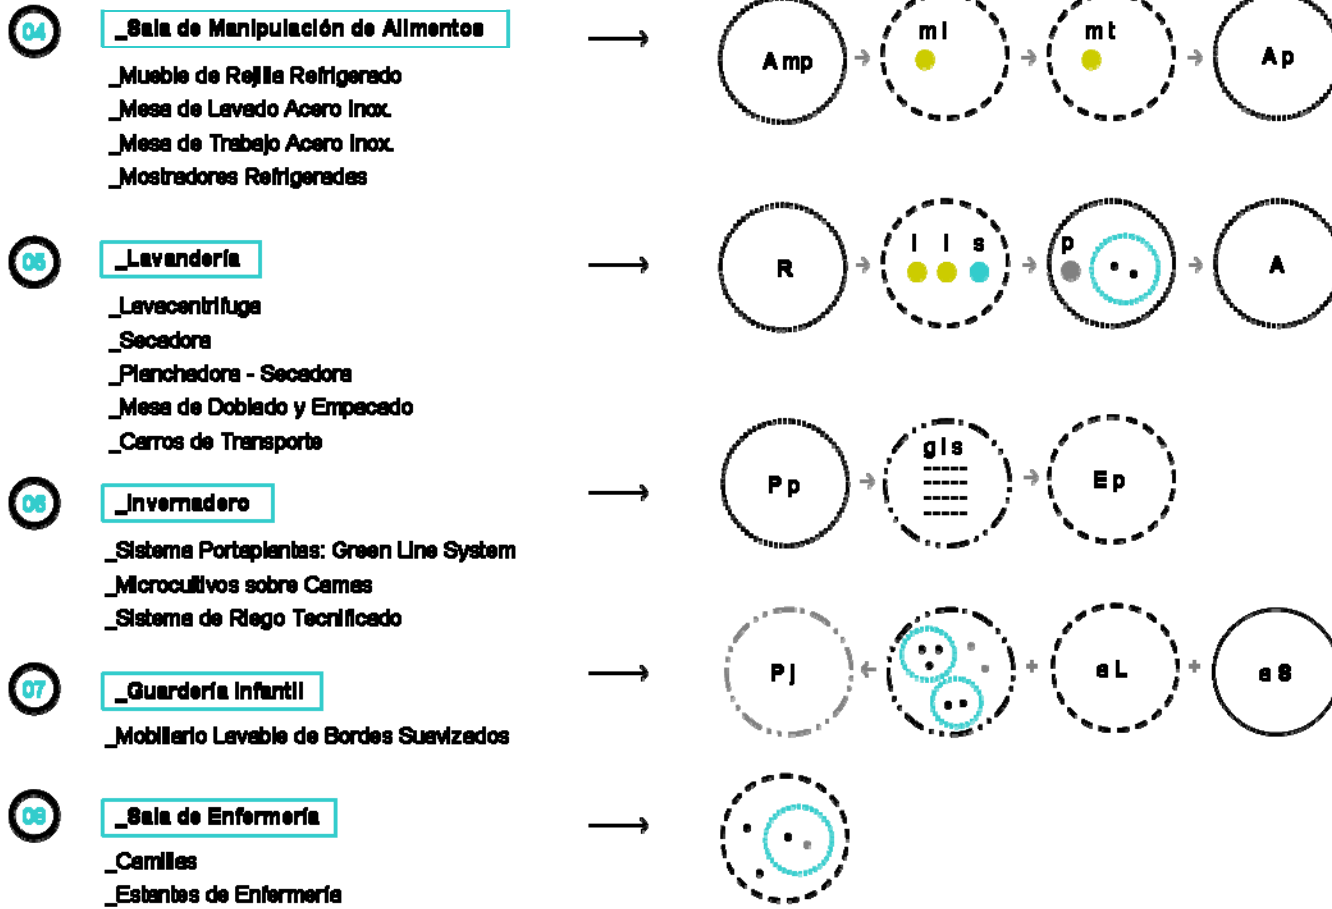 04 _Sala de Manipulación de Alimentos
_Mueble de Rejilla Refrigerado
_Mesa de Lavado Acero Inox.
_Mesa de Trabajo Acero Inox.
_Mostradores Refrigerados
A mp
m l
m t
A p
05 _Lavandería
_Lavacentrifuga
_Secadora
_Planchadora - Secadora
_Mesa de Doblado y Empacado
_Carros de Transporte
R
l l s
p
A
06 _Invernadero
_Sistema Portaplantas: Green Line System
_Microcultivos sobre Camas
_Sistema de Riego Tecnificado
P p
g l s
E p
07 _Guardería Infantil
_Mobiliario Lavable de Bordes Suavizados
P j
a L
a S
08 _Sala de Enfermería
_Camillas
_Estantes de Enfermería